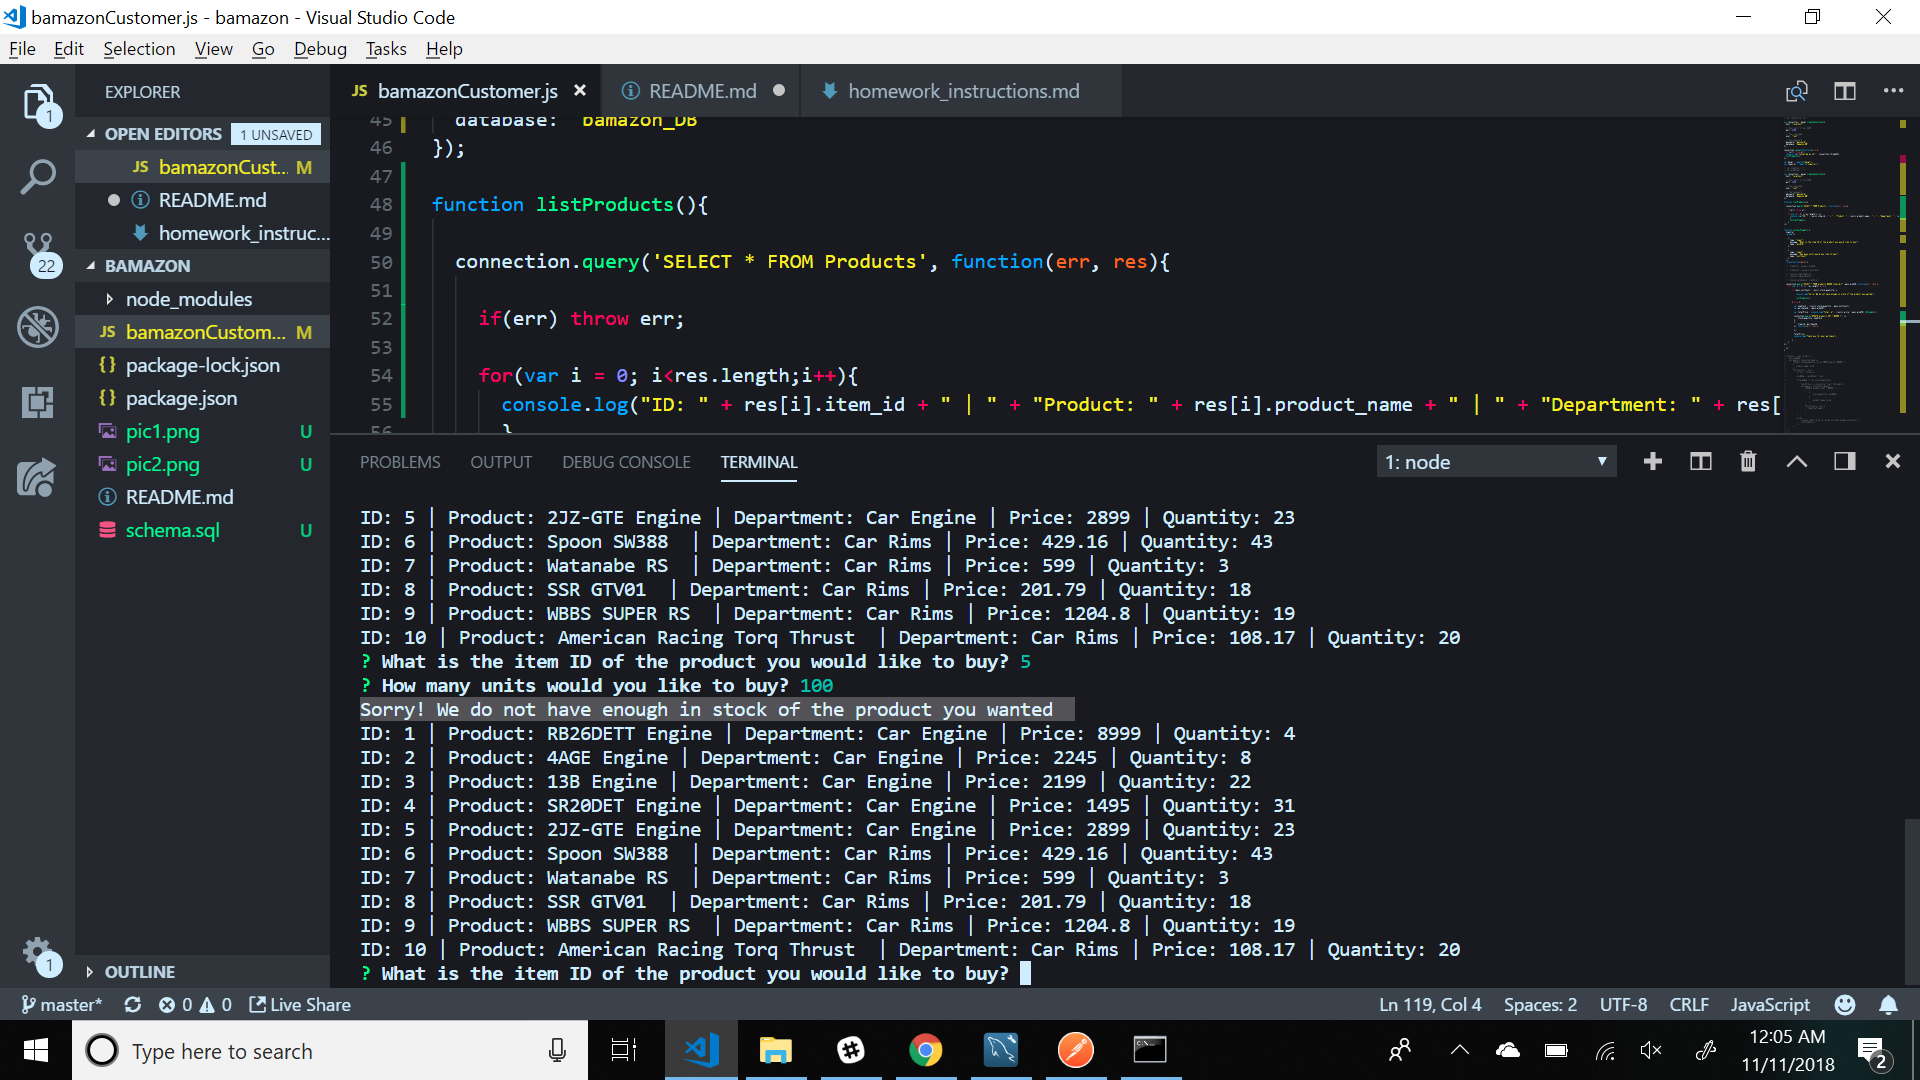 bamazonCustomer.js - bamazon - Visual Studio Code
File Edit Selection View Go Debug Tasks Help
1
22
1
EXPLORER
OPEN EDITORS 1 UNSAVED
JS bamazonCust... M
README.md
homework_instruc...
BAMAZON
node_modules
JS bamazonCustom... M
{} package-lock.json
{} package.json
pic1.png U
pic2.png U
README.md
schema.sql U
OUTLINE
JS bamazonCustomer.js × README.md homework_instructions.md
45 database: "bamazon_DB"
46 });
47
48 function listProducts(){
49
50 connection.query('SELECT * FROM Products', function(err, res){
51
52 if(err) throw err;
53
54 for(var i = 0; i<res.length;i++){
55 console.log("ID: " + res[i].item_id + " | " + "Product: " + res[i].product_name + " | " + "Department: " + res[
56 }
PROBLEMS OUTPUT DEBUG CONSOLE TERMINAL 1: node
ID: 5 | Product: 2JZ-GTE Engine | Department: Car Engine | Price: 2899 | Quantity: 23
ID: 6 | Product: Spoon SW388  | Department: Car Rims | Price: 429.16 | Quantity: 43
ID: 7 | Product: Watanabe RS  | Department: Car Rims | Price: 599 | Quantity: 3
ID: 8 | Product: SSR GTV01  | Department: Car Rims | Price: 201.79 | Quantity: 18
ID: 9 | Product: WBBS SUPER RS  | Department: Car Rims | Price: 1204.8 | Quantity: 19
ID: 10 | Product: American Racing Torq Thrust  | Department: Car Rims | Price: 108.17 | Quantity: 20
? What is the item ID of the product you would like to buy? 5
? How many units would you like to buy? 100
Sorry! We do not have enough in stock of the product you wanted
ID: 1 | Product: RB26DETT Engine | Department: Car Engine | Price: 8999 | Quantity: 4
ID: 2 | Product: 4AGE Engine | Department: Car Engine | Price: 2245 | Quantity: 8
ID: 3 | Product: 13B Engine | Department: Car Engine | Price: 2199 | Quantity: 22
ID: 4 | Product: SR20DET Engine | Department: Car Engine | Price: 1495 | Quantity: 31
ID: 5 | Product: 2JZ-GTE Engine | Department: Car Engine | Price: 2899 | Quantity: 23
ID: 6 | Product: Spoon SW388  | Department: Car Rims | Price: 429.16 | Quantity: 43
ID: 7 | Product: Watanabe RS  | Department: Car Rims | Price: 599 | Quantity: 3
ID: 8 | Product: SSR GTV01  | Department: Car Rims | Price: 201.79 | Quantity: 18
ID: 9 | Product: WBBS SUPER RS  | Department: Car Rims | Price: 1204.8 | Quantity: 19
ID: 10 | Product: American Racing Torq Thrust  | Department: Car Rims | Price: 108.17 | Quantity: 20
? What is the item ID of the product you would like to buy?
master* 0 0 Live Share Ln 119, Col 4 Spaces: 2 UTF-8 CRLF JavaScript
Type here to search
12:05 AM
11/11/2018
2